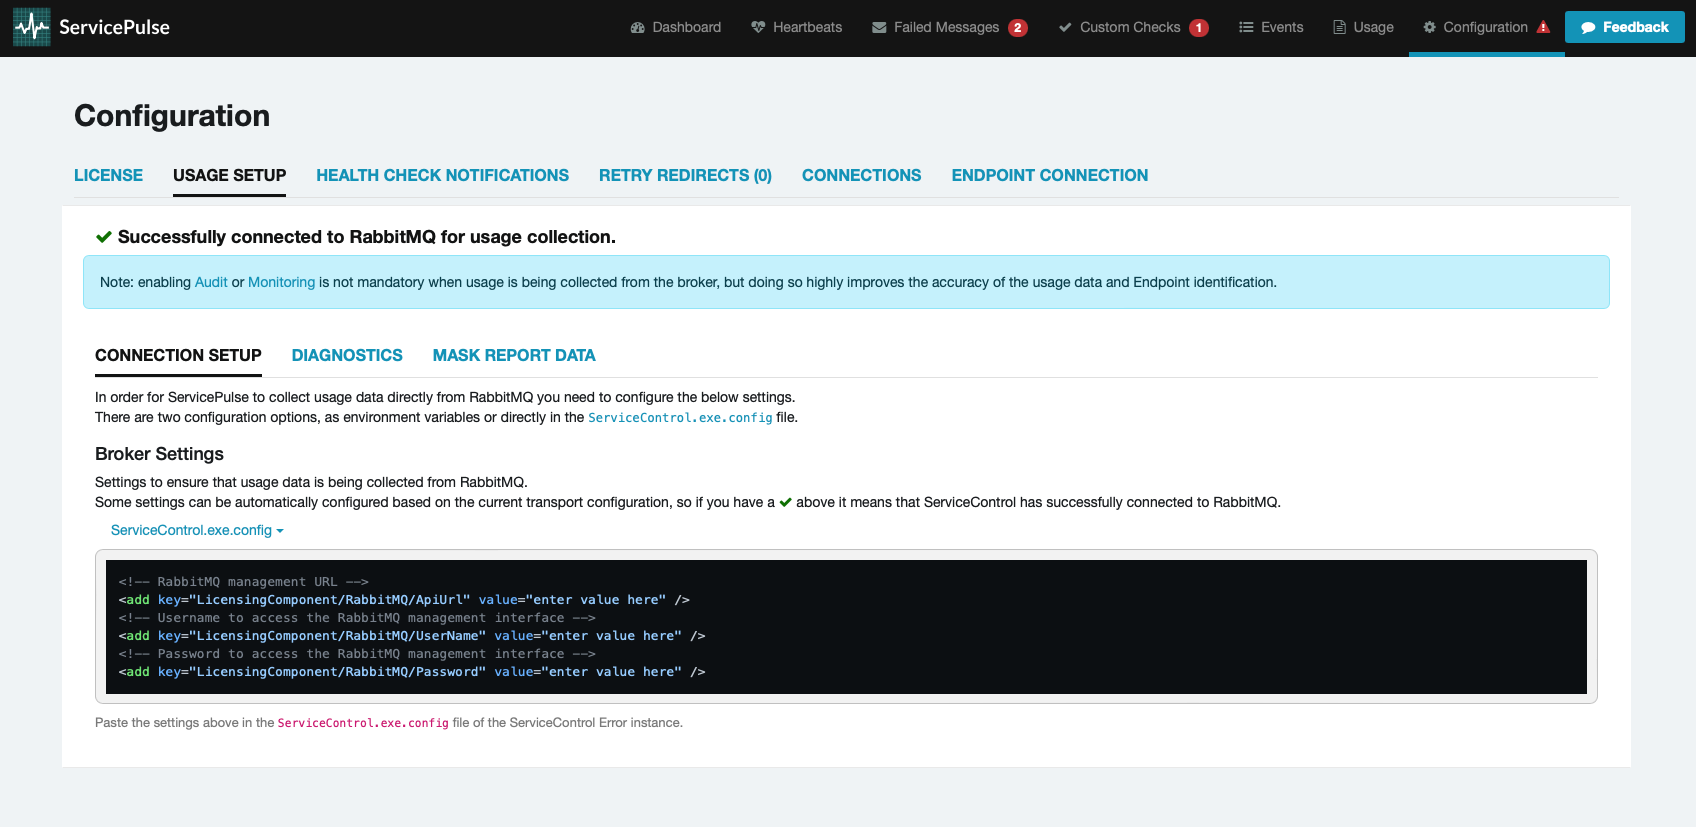 ServicePulse
Dashboard
Heartbeats
Failed Messages 2
Custom Checks 1
Events
Usage
Configuration
Feedback
Configuration
LICENSE
USAGE SETUP
HEALTH CHECK NOTIFICATIONS
RETRY REDIRECTS (0)
CONNECTIONS
ENDPOINT CONNECTION
Successfully connected to RabbitMQ for usage collection.
Note: enabling Audit or Monitoring is not mandatory when usage is being collected from the broker, but doing so highly improves the accuracy of the usage data and Endpoint identification.
CONNECTION SETUP
DIAGNOSTICS
MASK REPORT DATA
In order for ServicePulse to collect usage data directly from RabbitMQ you need to configure the below settings.
There are two configuration options, as environment variables or directly in the ServiceControl.exe.config file.
Broker Settings
Settings to ensure that usage data is being collected from RabbitMQ.
Some settings can be automatically configured based on the current transport configuration, so if you have a ✔ above it means that ServiceControl has successfully connected to RabbitMQ.
ServiceControl.exe.config
<!-- RabbitMQ management URL -->
<add key="LicensingComponent/RabbitMQ/ApiUrl" value="enter value here" />
<!-- Username to access the RabbitMQ management interface -->
<add key="LicensingComponent/RabbitMQ/UserName" value="enter value here" />
<!-- Password to access the RabbitMQ management interface -->
<add key="LicensingComponent/RabbitMQ/Password" value="enter value here" />
Paste the settings above in the ServiceControl.exe.config file of the ServiceControl Error instance.